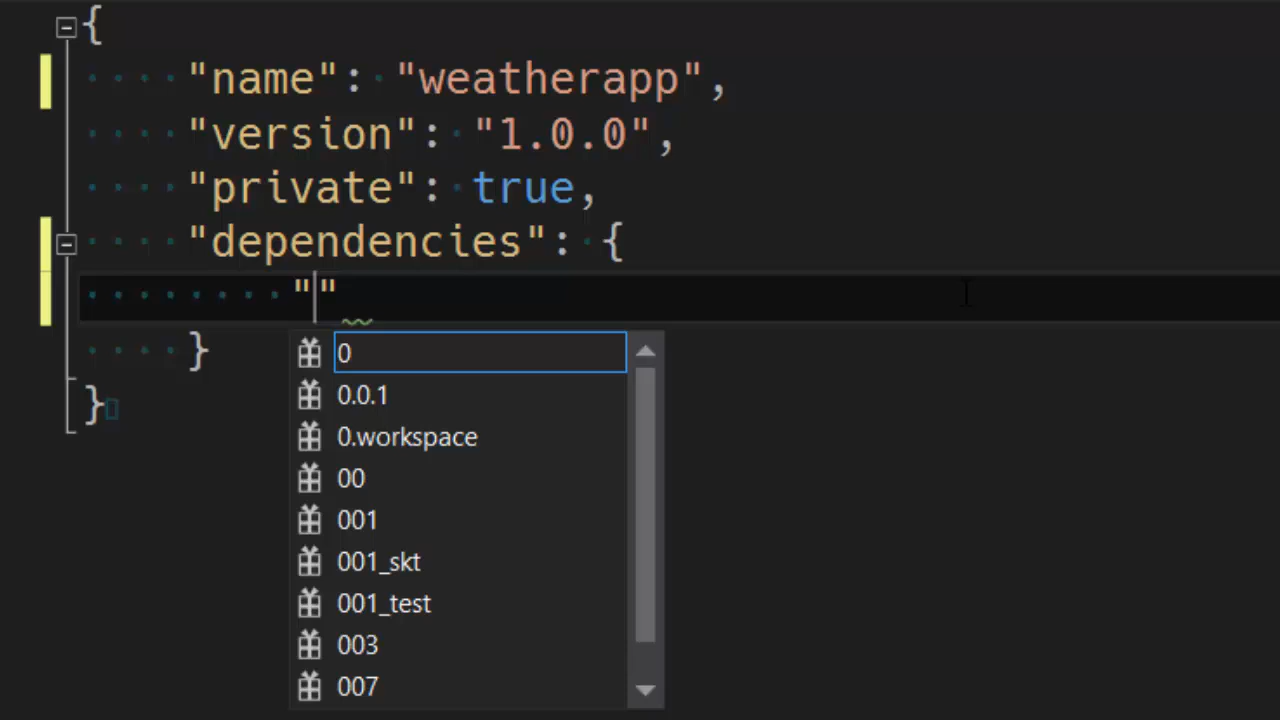 {
"name": "weatherapp",
"version": "1.0.0",
"private": true,
"dependencies": {
""
}
}
0
0.0.1
0.workspace
00
001
001_skt
001_test
003
007